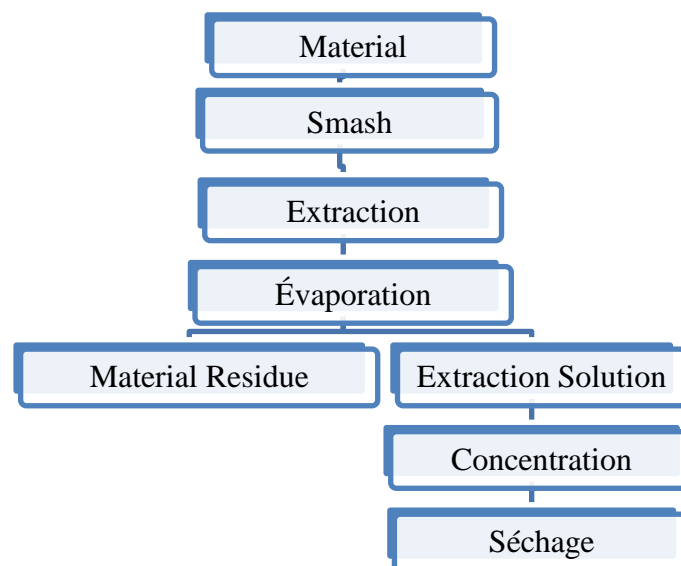 Material
Smash
Extraction
Évaporation
Material Residue
Extraction Solution
Concentration
Séchage